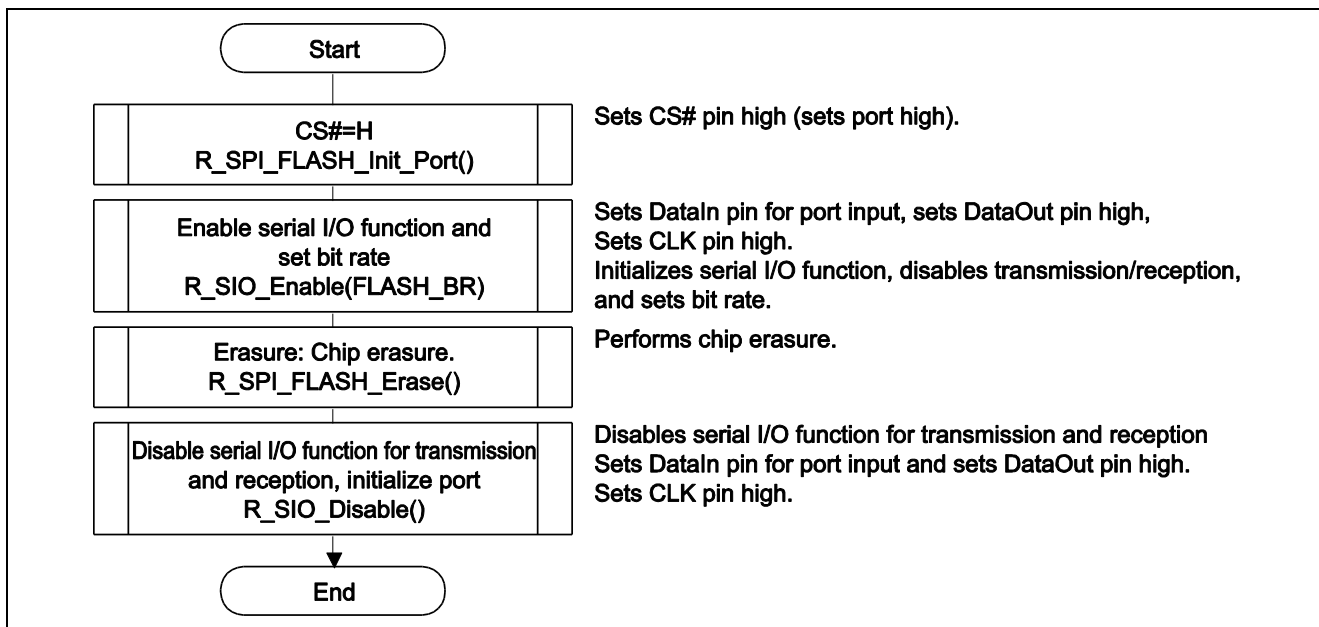 Start
CS#=H
R_SPI_FLASH_Init_Port()
Sets CS# pin high (sets port high).
Enable serial I/O function and
set bit rate
R_SIO_Enable(FLASH_BR)
Sets DataIn pin for port input, sets DataOut pin high,
Sets CLK pin high.
Initializes serial I/O function, disables transmission/reception,
and sets bit rate.
Erasure: Chip erasure.
R_SPI_FLASH_Erase()
Performs chip erasure.
Disable serial I/O function for transmission
and reception, initialize port
R_SIO_Disable()
Disables serial I/O function for transmission and reception
Sets DataIn pin for port input and sets DataOut pin high.
Sets CLK pin high.
End